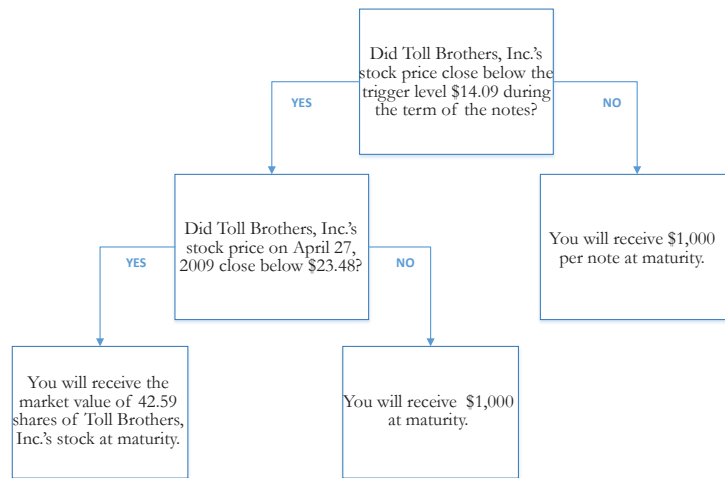 Did Toll Brothers, Inc.'s
stock price close below the
trigger level $14.09 during
the term of the notes?
YES
NO
Did Toll Brothers, Inc.'s
stock price on April 27,
2009 close below $23.48?
You will receive $1,000
per note at maturity.
YES
NO
You will receive the
market value of 42.59
shares of Toll Brothers,
Inc.'s stock at maturity.
You will receive $1,000
at maturity.